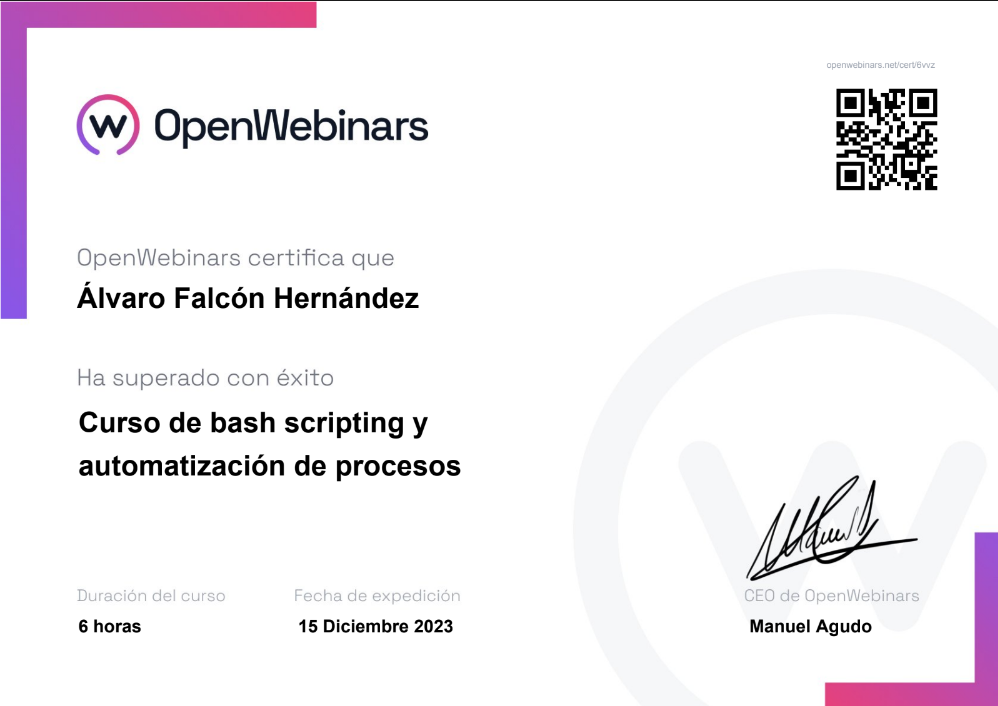 openwebinars.net/cert/6vvz
OpenWebinars
OpenWebinars certifica que
Álvaro Falcón Hernández
Ha superado con éxito
Curso de bash scripting y
automatización de procesos
Duración del curso
6 horas
Fecha de expedición
15 Diciembre 2023
CEO de OpenWebinars
Manuel Agudo